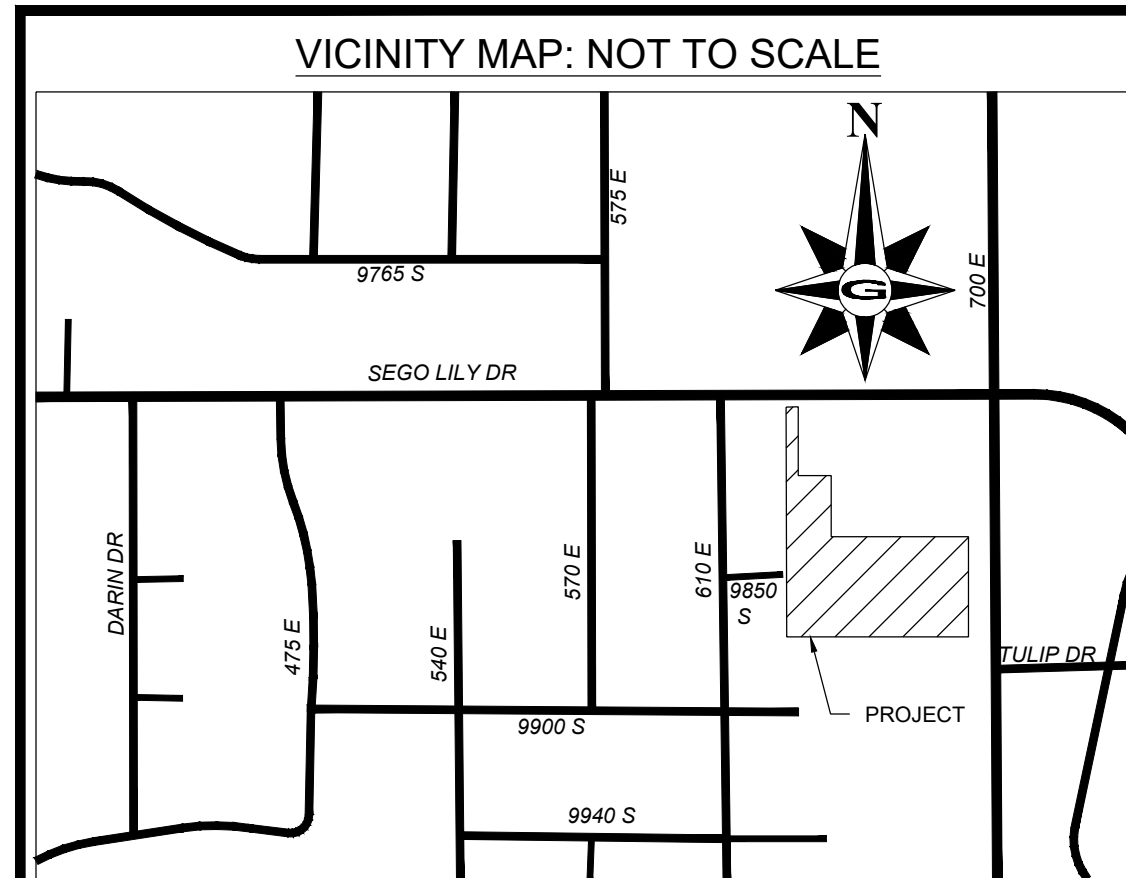 VICINITY MAP: NOT TO SCALE
N
575 E
700 E
9765 S
G
SEGO LILY DR
DARIN DR
475 E
540 E
570 E
610 E
9850
S
TULIP DR
PROJECT
9900 S
9940 S